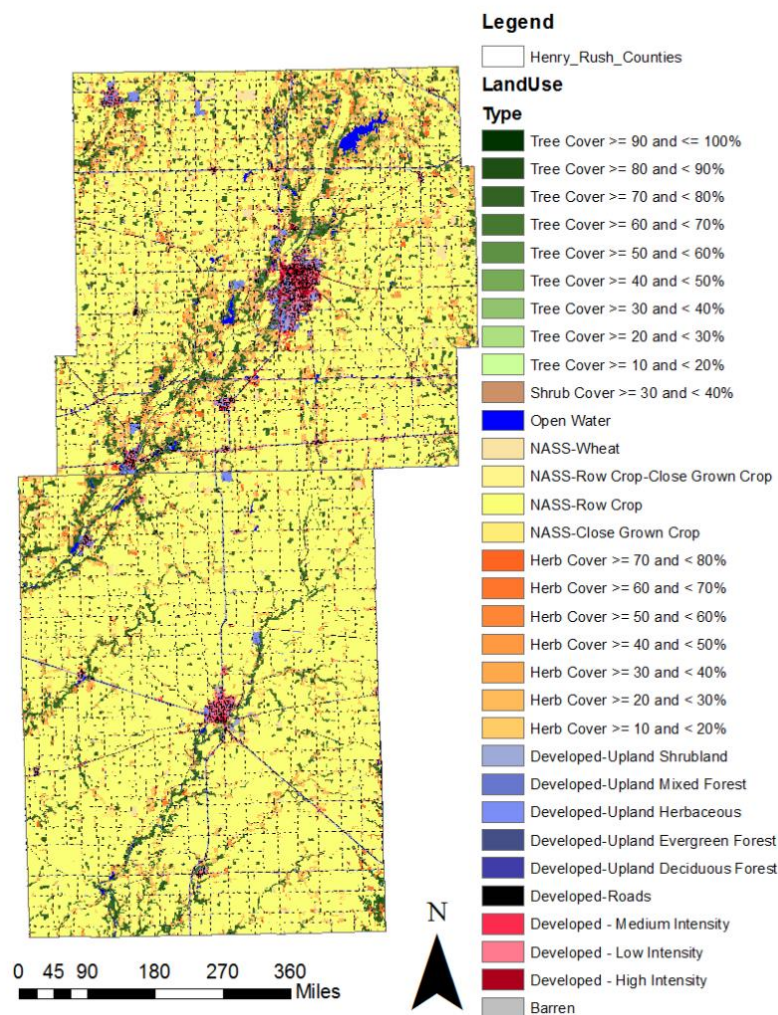 Legend
Henry_Rush_Counties
LandUse
Type
Tree Cover >= 90 and <= 100%
Tree Cover >= 80 and < 90%
Tree Cover >= 70 and < 80%
Tree Cover >= 60 and < 70%
Tree Cover >= 50 and < 60%
Tree Cover >= 40 and < 50%
Tree Cover >= 30 and < 40%
Tree Cover >= 20 and < 30%
Tree Cover >= 10 and < 20%
Shrub Cover >= 30 and < 40%
Open Water
NASS-Wheat
NASS-Row Crop-Close Grown Crop
NASS-Row Crop
NASS-Close Grown Crop
Herb Cover >= 70 and < 80%
Herb Cover >= 60 and < 70%
Herb Cover >= 50 and < 60%
Herb Cover >= 40 and < 50%
Herb Cover >= 30 and < 40%
Herb Cover >= 20 and < 30%
Herb Cover >= 10 and < 20%
Developed-Upland Shrubland
Developed-Upland Mixed Forest
Developed-Upland Herbaceous
Developed-Upland Evergreen Forest
Developed-Upland Deciduous Forest
Developed-Roads
Developed - Medium Intensity
Developed - Low Intensity
Developed - High Intensity
Barren
N
0 45 90 180 270 360
Miles